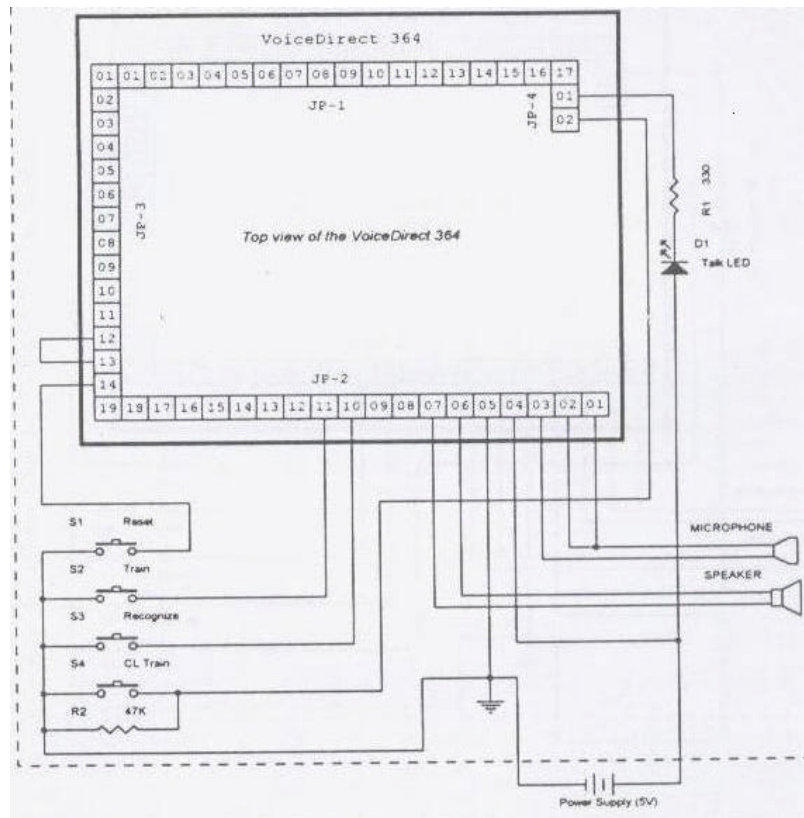 VoiceDirect 364
01 01 02 03 04 05 06 07 08 09 10 11 12 13 14 15 16 17
02
03
04
05
06
07
08
09
10
11
12
13
14
JP-1
JP-4
01
02
JP-3
Top view of the VoiceDirect 364
330
R1
D1
Talk LED
JP-2
19 18 17 16 15 14 13 12 11 10 09 08 07 06 05 04 03 02 01
S1 Reset
S2 Train
S3 Recognize
S4 CL Train
R2 47K
MICROPHONE
SPEAKER
Power Supply (5V)